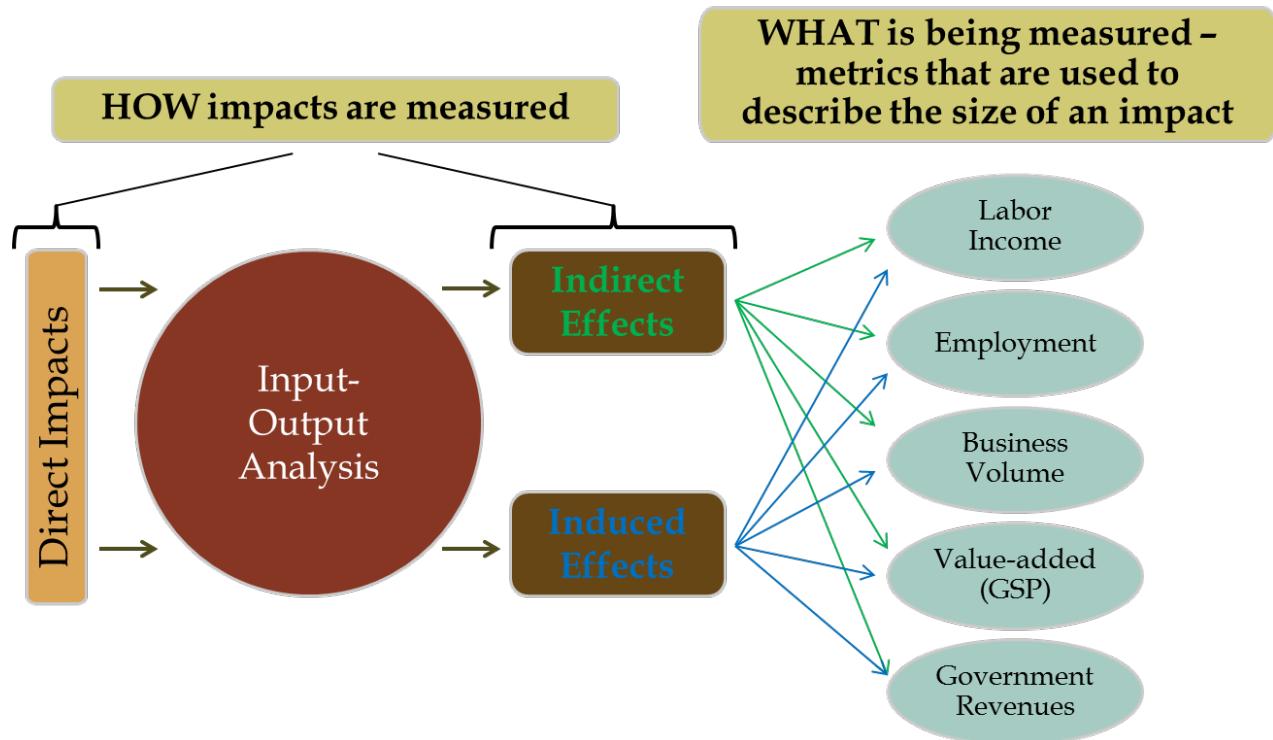 HOW impacts are measured
WHAT is being measured –
metrics that are used to
describe the size of an impact
Direct Impacts
Input-
Output
Analysis
Indirect
Effects
Induced
Effects
Labor
Income
Employment
Business
Volume
Value-added
(GSP)
Government
Revenues